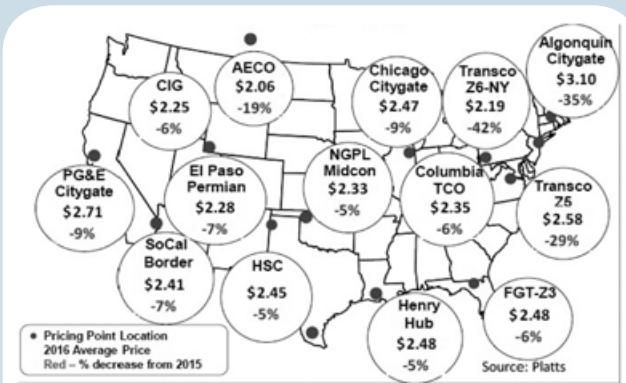 Algonquin
Citygate
$3.10
-35%
AECO
$2.06
-19%
Chicago
Citygate
$2.47
-9%
Transco
Z6-NY
$2.19
-42%
CIG
$2.25
-6%
NGPL
Midcon
$2.33
-5%
El Paso
Permian
$2.28
-7%
Columbia
TCO
$2.35
-6%
PG&E
Citygate
$2.71
-9%
Transco
Z5
$2.58
-29%
SoCal
Border
$2.41
-7%
HSC
$2.45
-5%
FGT-Z3
$2.48
-6%
Henry
Hub
$2.48
-5%
Pricing Point Location
2016 Average Price
Red – % decrease from 2015
Source: Platts